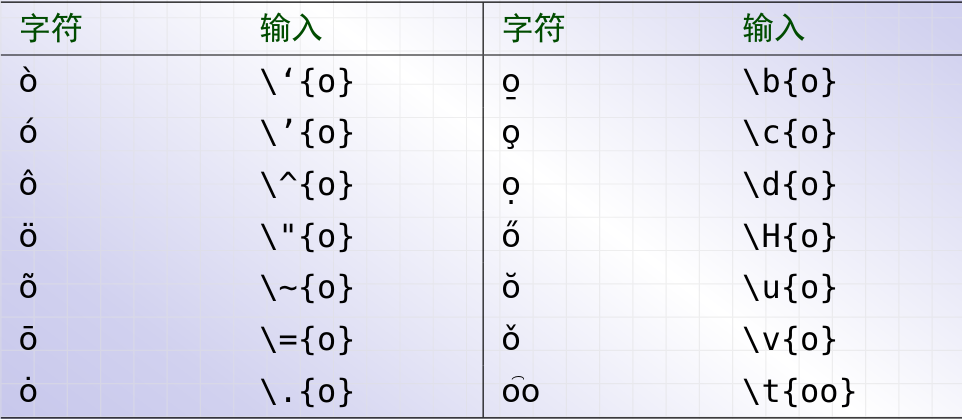 字符 输入 字符 输入
ò \‘{o} o̱ \b{o}
ó \’{o} o̧ \c{o}
ô \^{o} ọ \d{o}
ö \"{o} ő \H{o}
õ \~{o} ŏ \u{o}
ō \={o} ǒ \v{o}
ȯ \.{o} o͡o \t{oo}